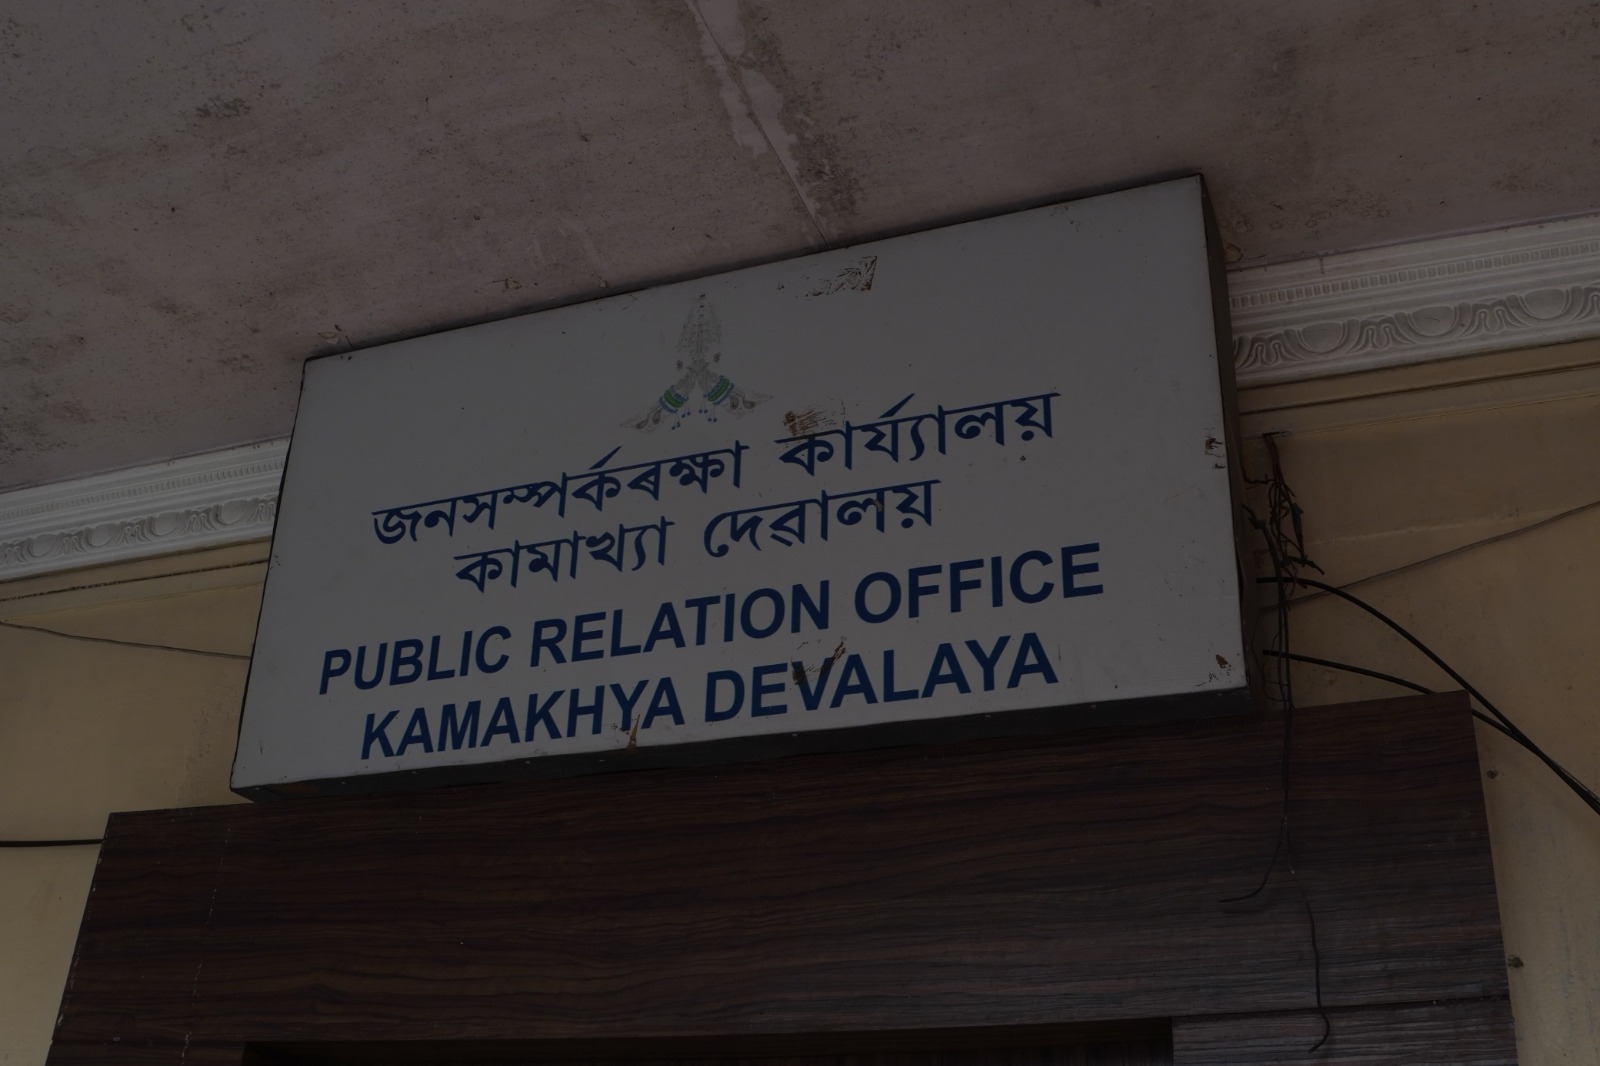 জনসম্পৰ্কৰক্ষা কাৰ্য্যালয়
কামাখ্যা দেৱালয়
PUBLIC RELATION OFFICE
KAMAKHYA DEVALAYA